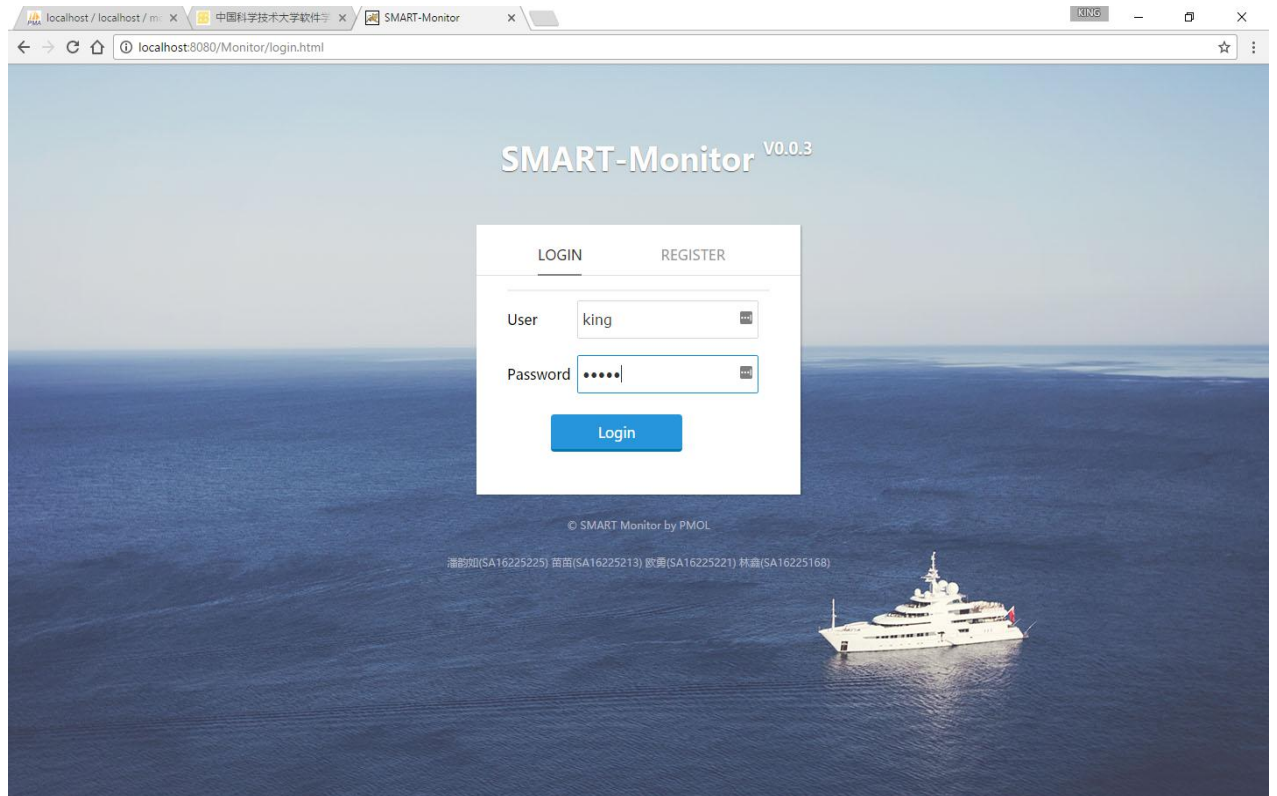 localhost / localhost / m
中国科学技术大学软件学
SMART-Monitor
KING
localhost:8080/Monitor/login.html
SMART-Monitor V0.0.3
LOGIN REGISTER
User king
Password •••••
Login
© SMART Monitor by PMOL
潘韵如(SA16225225) 苗苗(SA16225213) 欧勇(SA16225221) 林鑫(SA16225168)